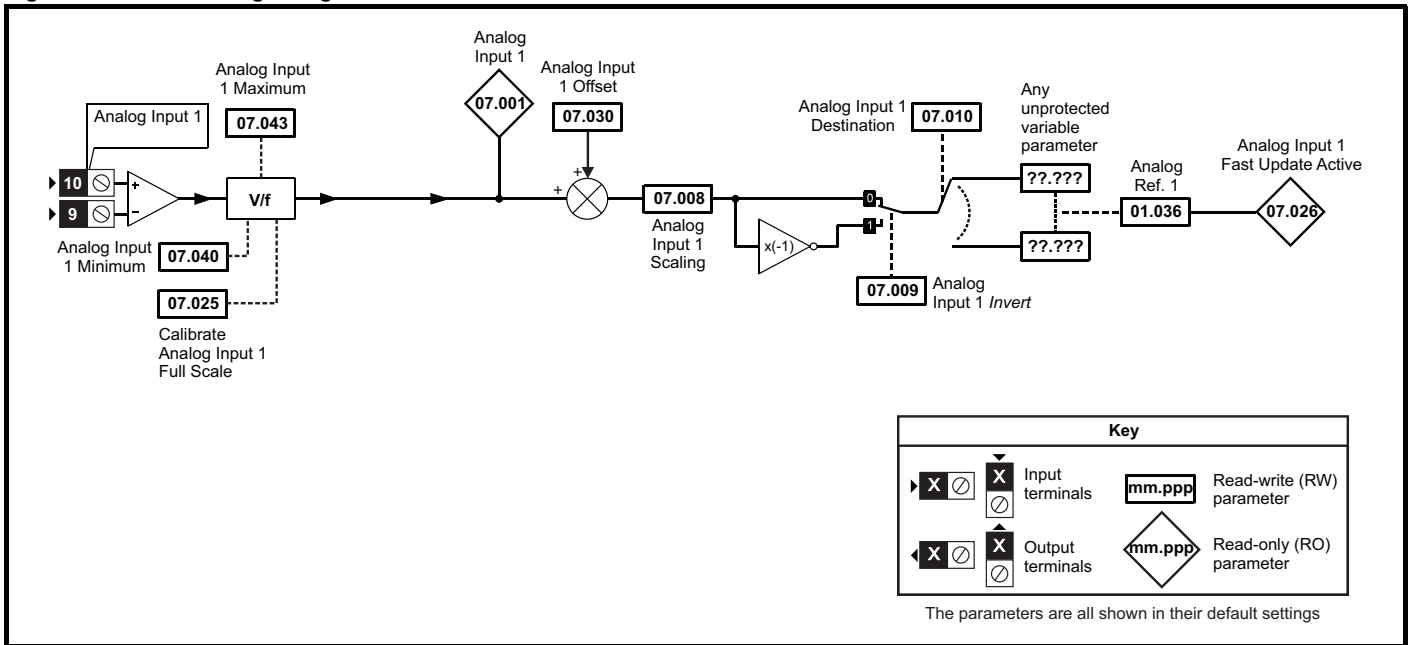 Analog
Input 1
07.001
Analog Input
1 Maximum
07.043
Analog Input
1 Offset
07.030
Analog Input 1
Destination
07.010
Any
unprotected
variable
parameter
??.???
??.???
Analog
Ref. 1
01.036
Analog Input 1
Fast Update Active
07.026
Analog Input 1
10
9
+
−
V/f
+
+
07.008
Analog
Input 1
Scaling
0
1
x(-1)
07.009
Analog
Input 1 Invert
Analog Input
1 Minimum
07.040
07.025
Calibrate
Analog Input 1
Full Scale
Key
X
X
Input
terminals
mm.ppp
Read-write (RW)
parameter
X
X
Output
terminals
mm.ppp
Read-only (RO)
parameter
The parameters are all shown in their default settings